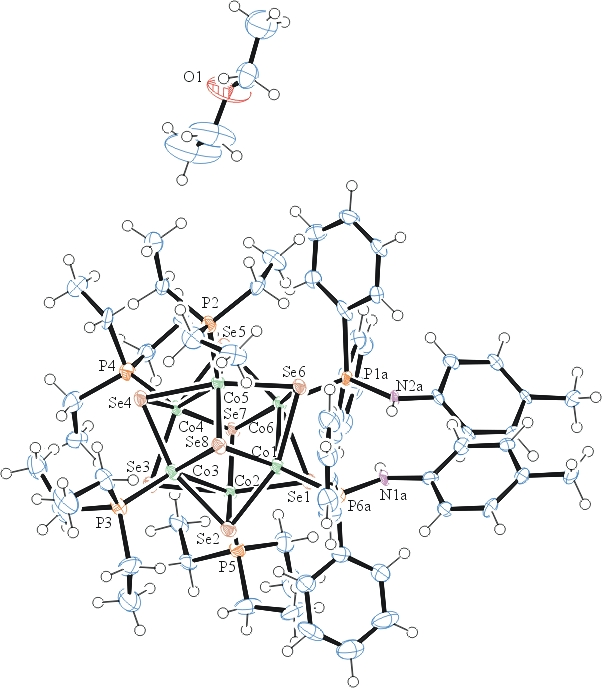 O1
P2
Se5
P4
Se6
P1a
Se4
Co5
N2a
Se7
Co4
Co6
Se8
Co1
Se3
Co3
Co2
Se1
N1a
P6a
P3
Se2
P5